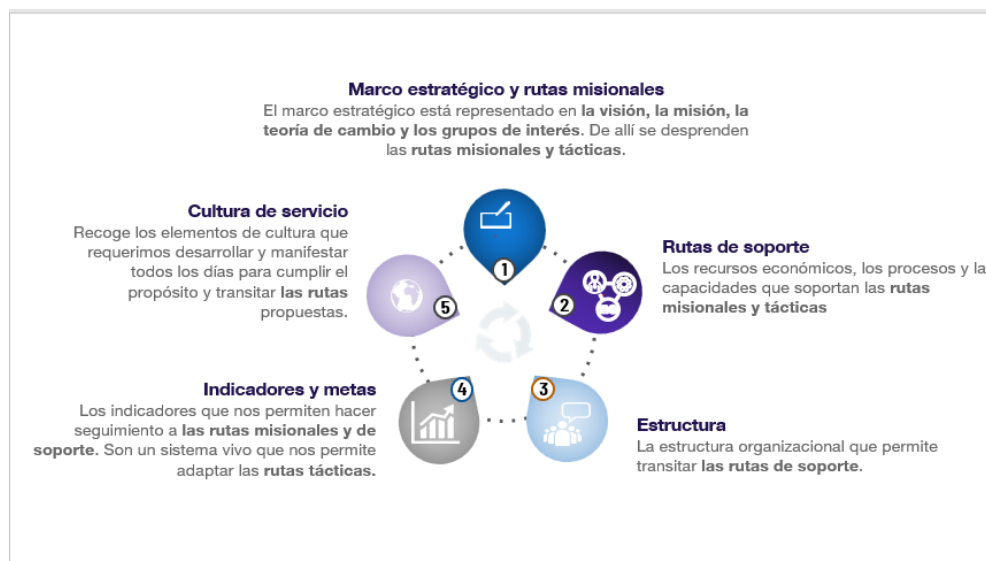 Marco estratégico y rutas misionales
El marco estratégico está representado en la visión, la misión, la
teoría de cambio y los grupos de interés. De allí se desprenden
las rutas misionales y tácticas.
1
Rutas de soporte
Los recursos económicos, los procesos y la
capacidades que soportan las rutas
misionales y tácticas
2
Estructura
La estructura organizacional que permite
transitar las rutas de soporte.
3
Indicadores y metas
Los indicadores que nos permiten hacer
seguimiento a las rutas misionales y de
soporte. Son un sistema vivo que nos permite
adaptar las rutas tácticas.
4
Cultura de servicio
Recoge los elementos de cultura que
requerimos desarrollar y manifestar
todos los días para cumplir el
propósito y transitar las rutas
propuestas.
5